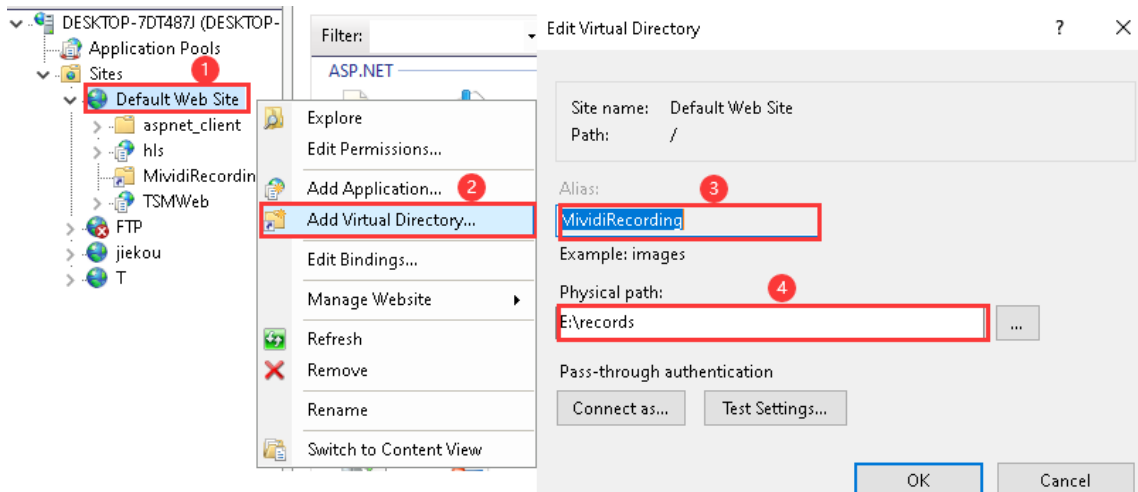 DESKTOP-7DT487J (DESKTOP-
Application Pools
Sites
1
Default Web Site
aspnet_client
hls
MividiRecordin
TSMWeb
FTP
jiekou
T
Filter:
ASP.NET
Explore
Edit Permissions...
Add Application...
2
Add Virtual Directory...
Edit Bindings...
Manage Website
Refresh
Remove
Rename
Switch to Content View
Edit Virtual Directory
?
Site name: Default Web Site
Path: /
Alias:
3
MividiRecording
Example: images
Physical path:
4
E:\records
...
Pass-through authentication
Connect as... Test Settings...
OK Cancel